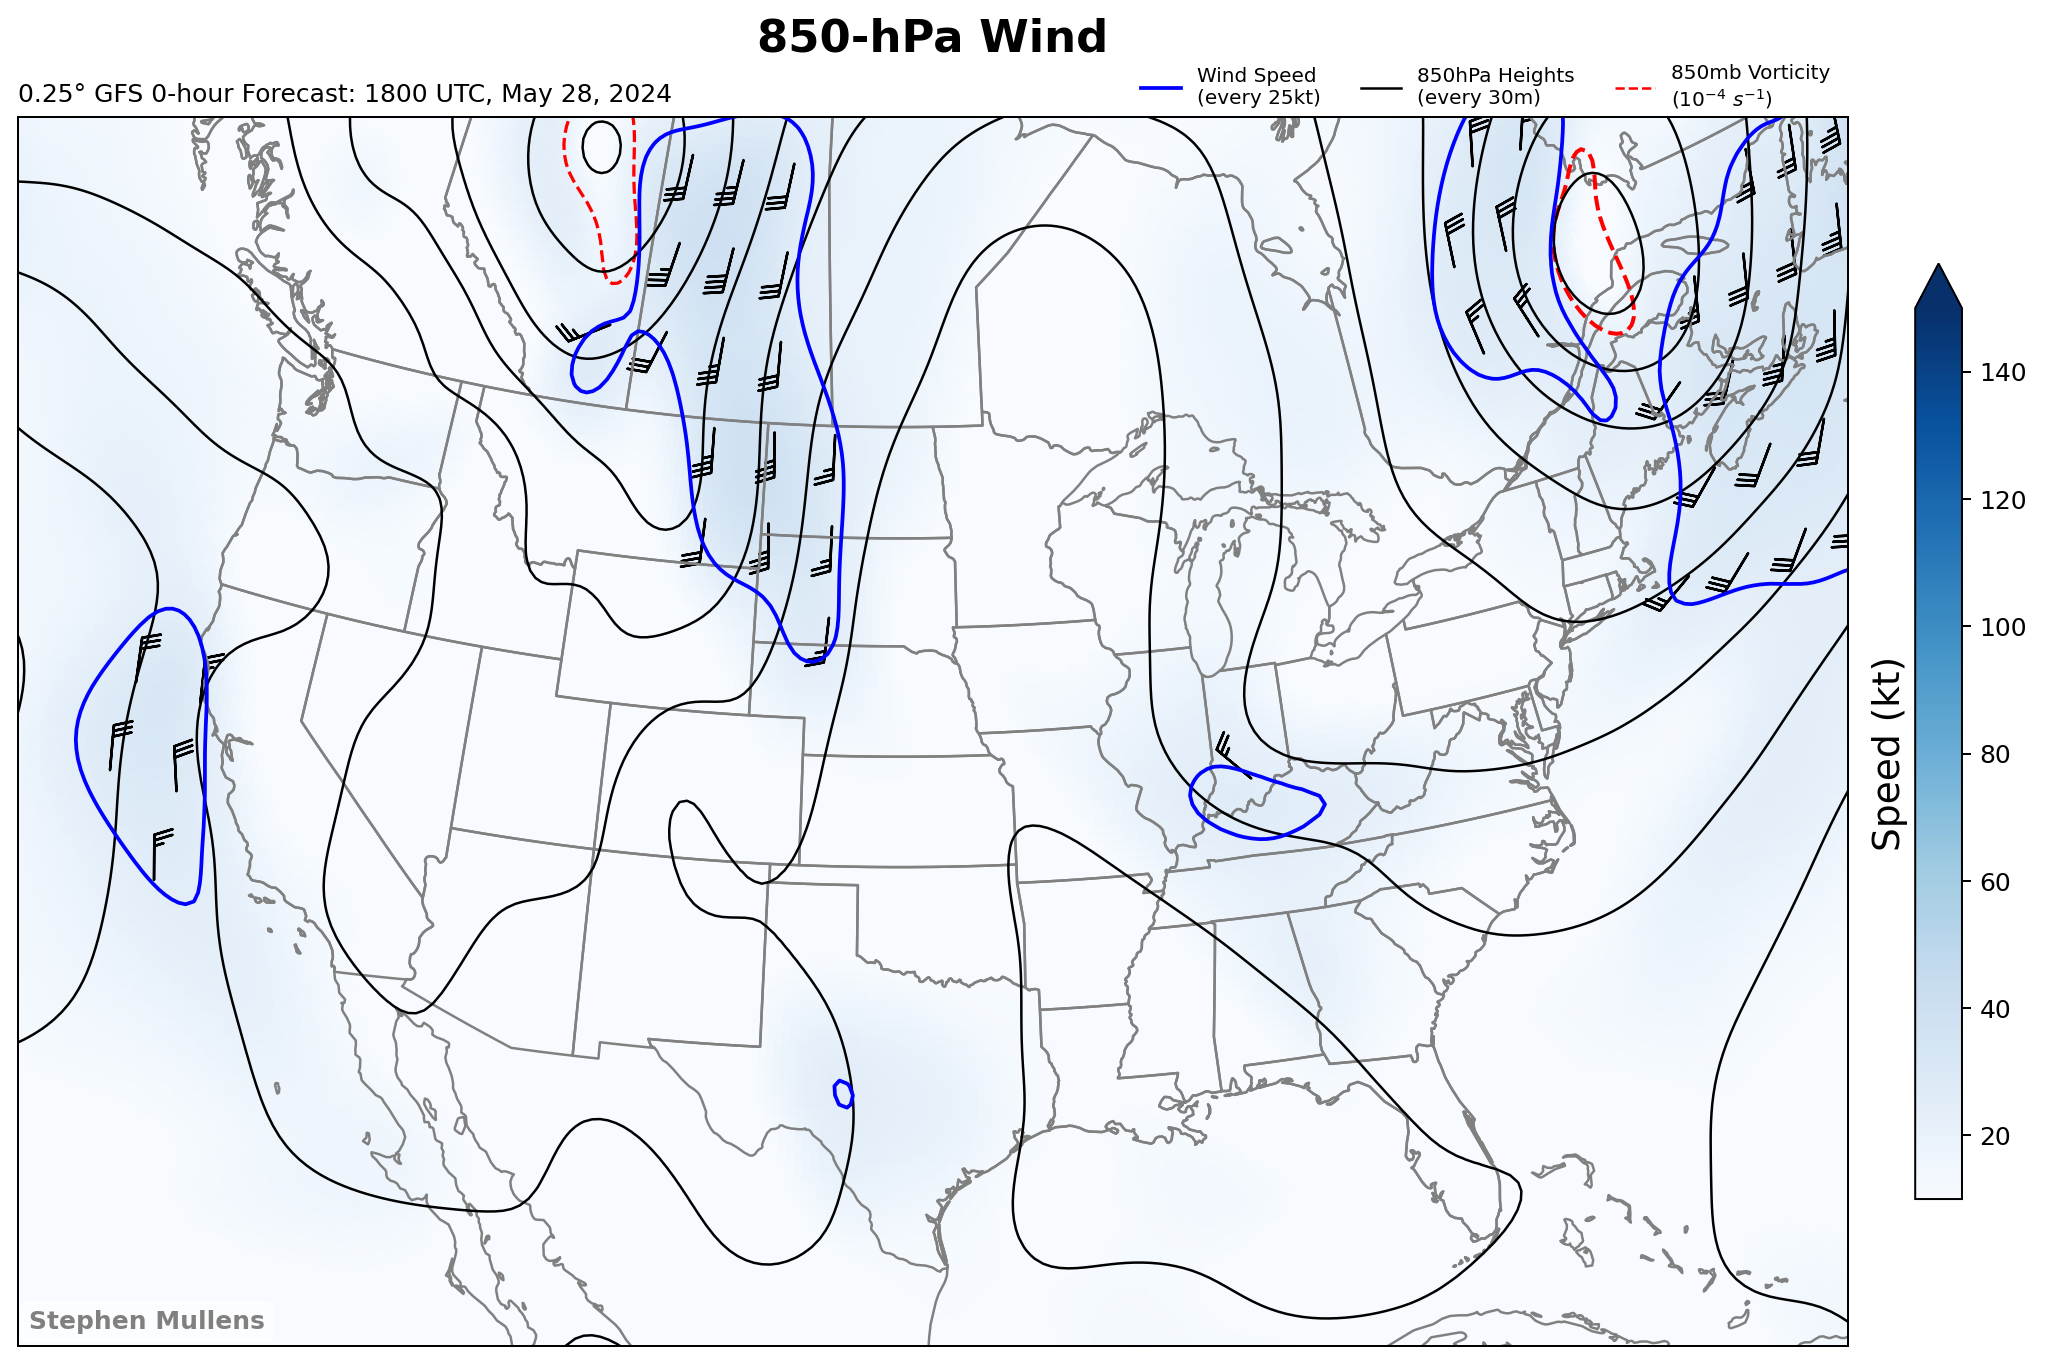 850-hPa Wind
0.25° GFS 0-hour Forecast: 1800 UTC, May 28, 2024
Wind Speed
(every 25kt)
850hPa Heights
(every 30m)
850mb Vorticity
(10⁻⁴ s⁻¹)
140
120
100
80
60
40
20
Speed (kt)
Stephen Mullens